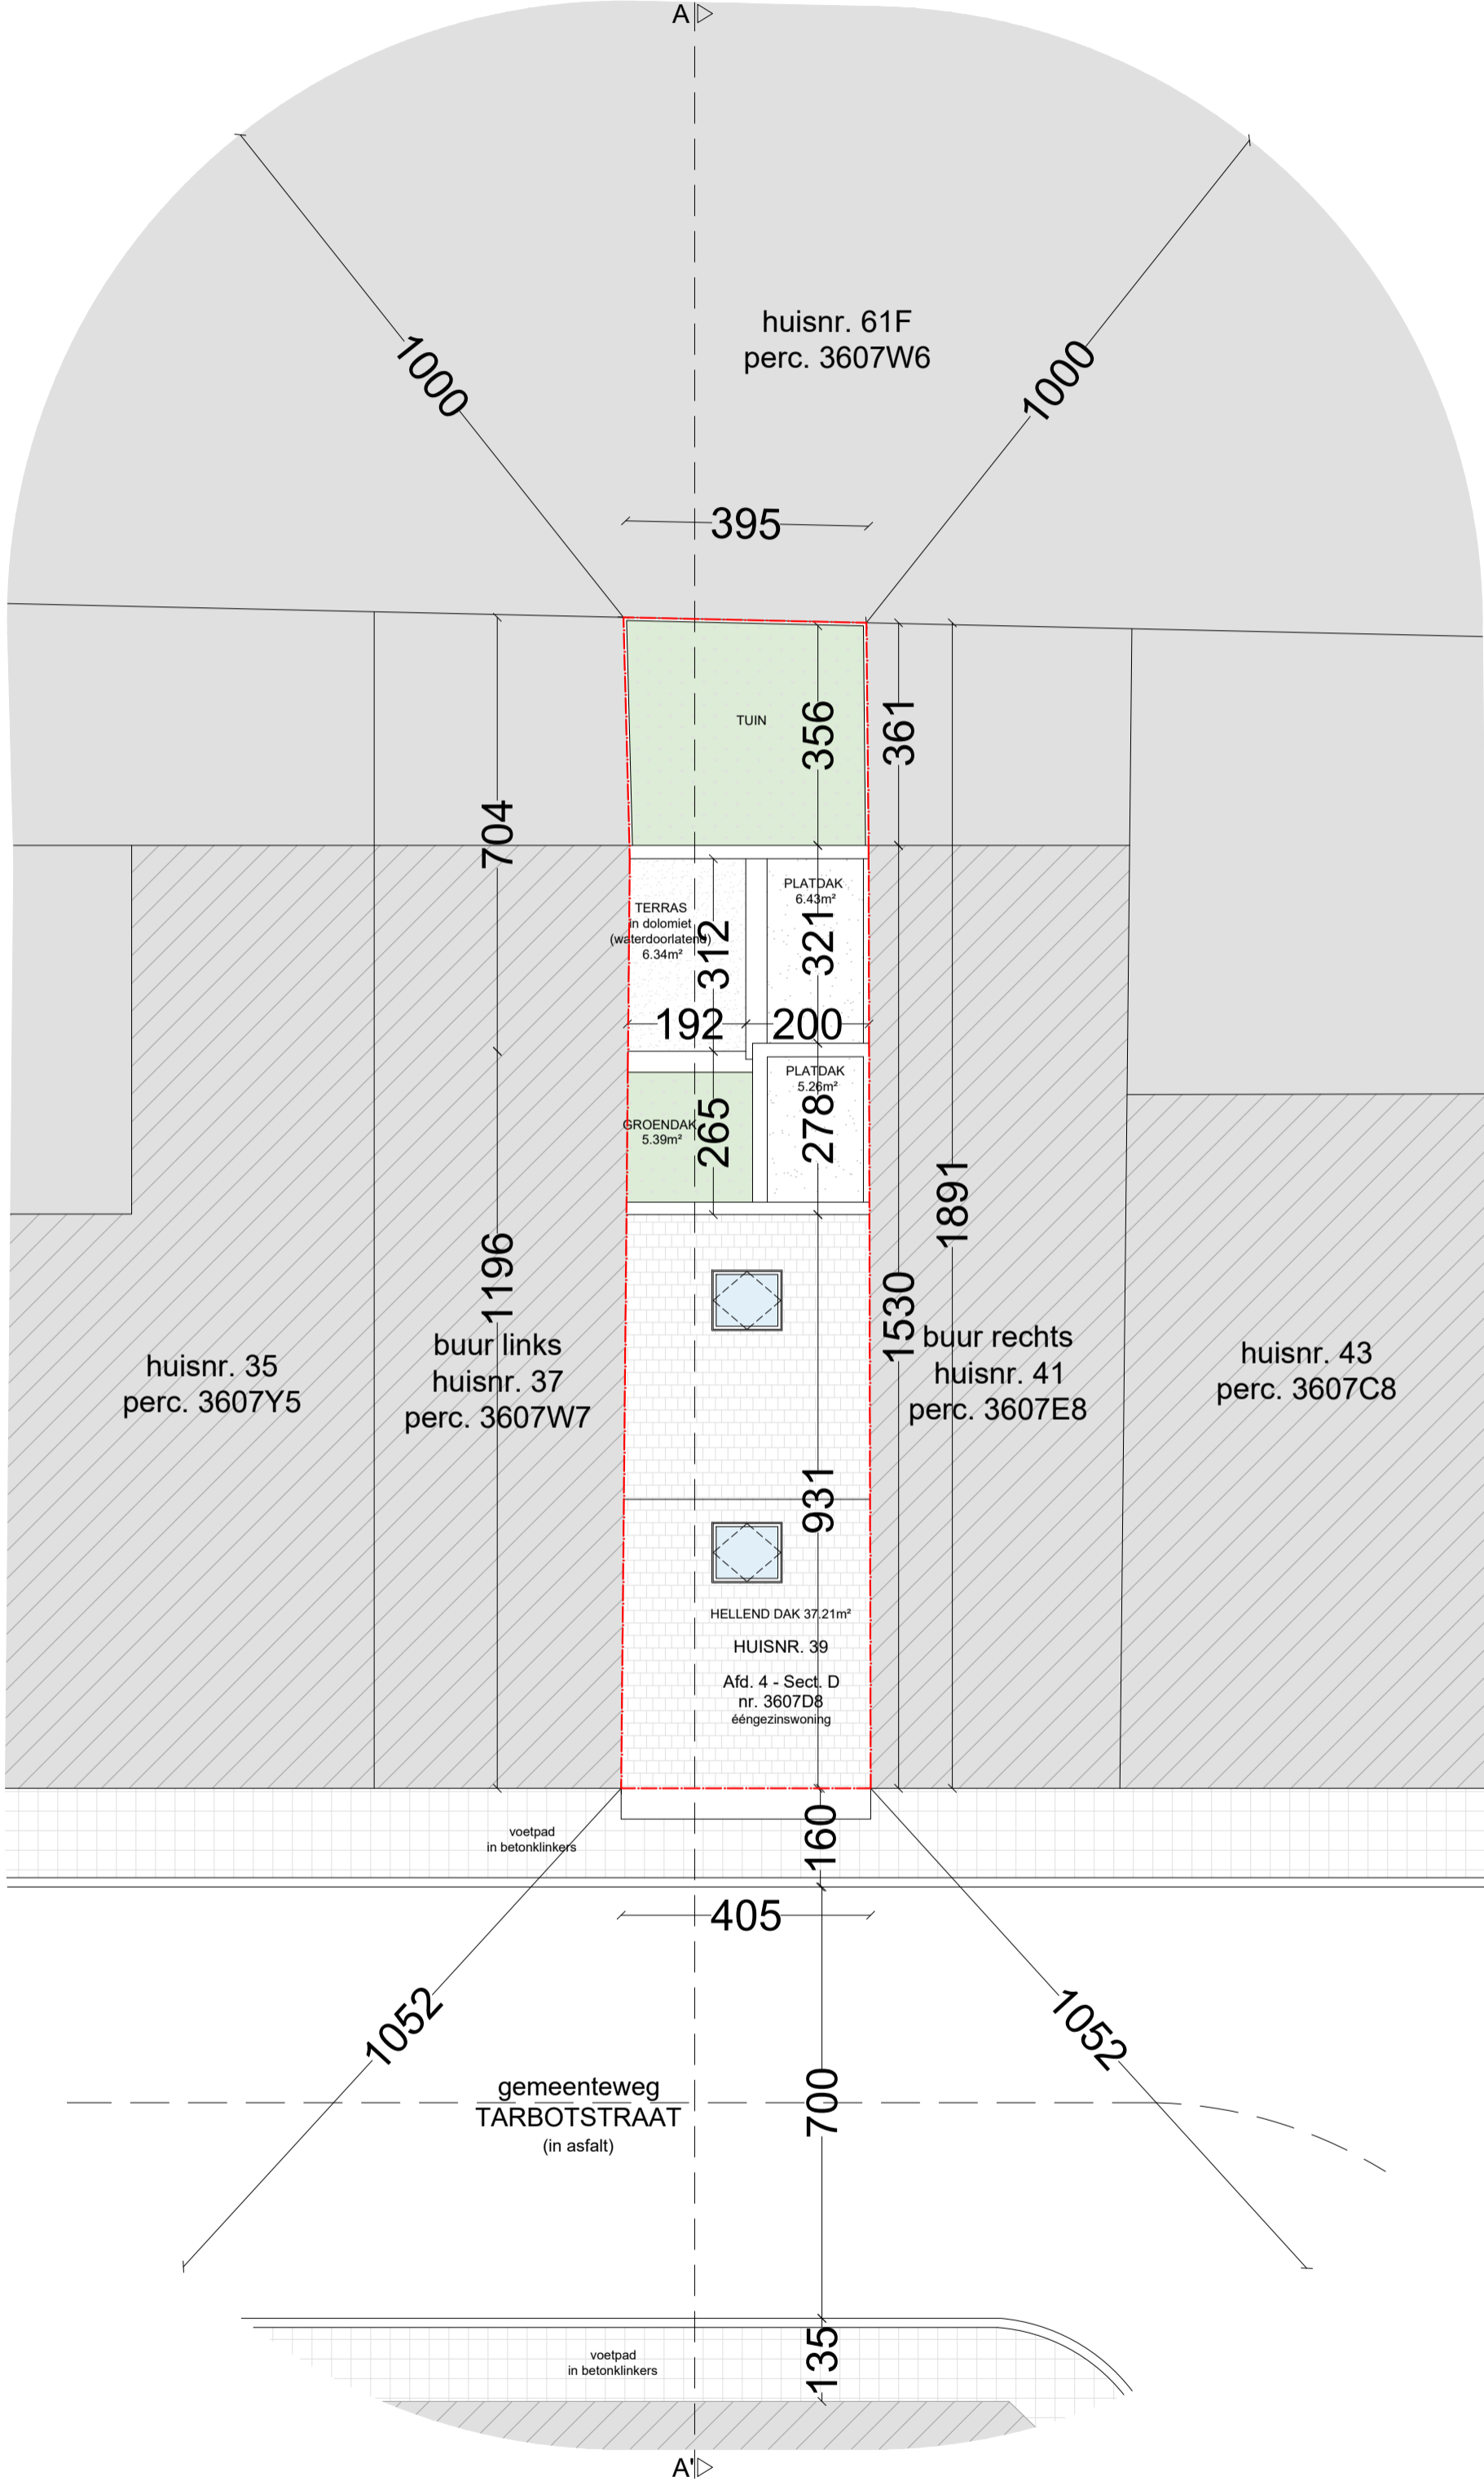 A
huisnr. 61F
perc. 3607W6
1000
1000
395
TUIN
356
361
704
PLATDAK
6.43m²
TERRAS
in dolomiet
(waterdoorlatend)
6.34m²
312
321
192
200
PLATDAK
5.26m²
GROENDAK
5.39m²
265
278
1891
1196
1530
buur links
huisnr. 37
perc. 3607W7
buur rechts
huisnr. 41
perc. 3607E8
huisnr. 35
perc. 3607Y5
huisnr. 43
perc. 3607C8
931
HELLEND DAK 37.21m²
HUISNR. 39
Afd. 4 - Sect. D
nr. 3607D8
ééngezinswoning
voetpad
in betonklinkers
160
405
1052
1052
gemeenteweg
TARBOTSTRAAT
(in asfalt)
700
voetpad
in betonklinkers
135
A'